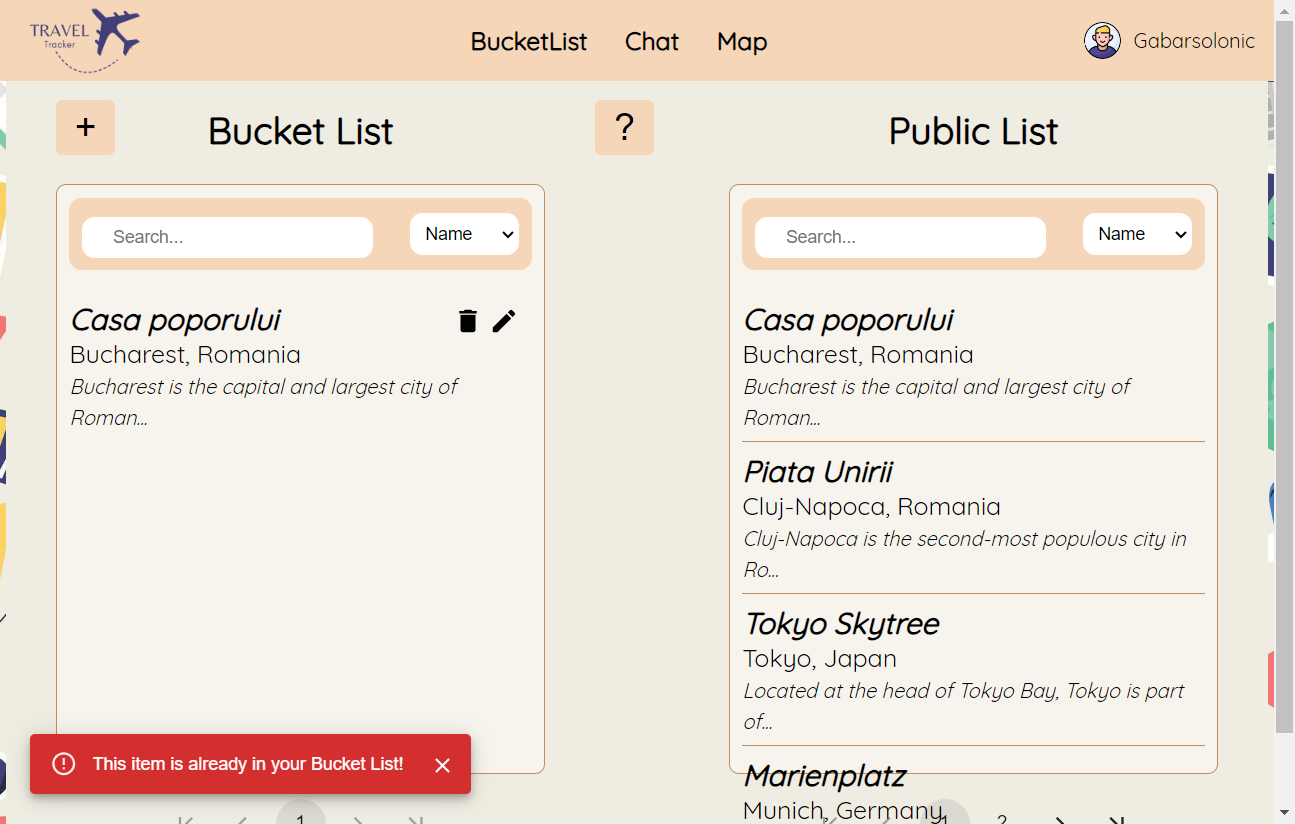 TRAVEL
Tracker
BucketList
Chat
Map
Gabarsolonic
+
Bucket List
?
Public List
Search...
Name
Casa poporului
Bucharest, Romania
Bucharest is the capital and largest city of
Roman...
This item is already in your Bucket List!
1
Search...
Name
Casa poporului
Bucharest, Romania
Bucharest is the capital and largest city of
Roman...
Piata Unirii
Cluj-Napoca, Romania
Cluj-Napoca is the second-most populous city in
Ro...
Tokyo Skytree
Tokyo, Japan
Located at the head of Tokyo Bay, Tokyo is part
of...
Marienplatz
Munich, Germany
1
2